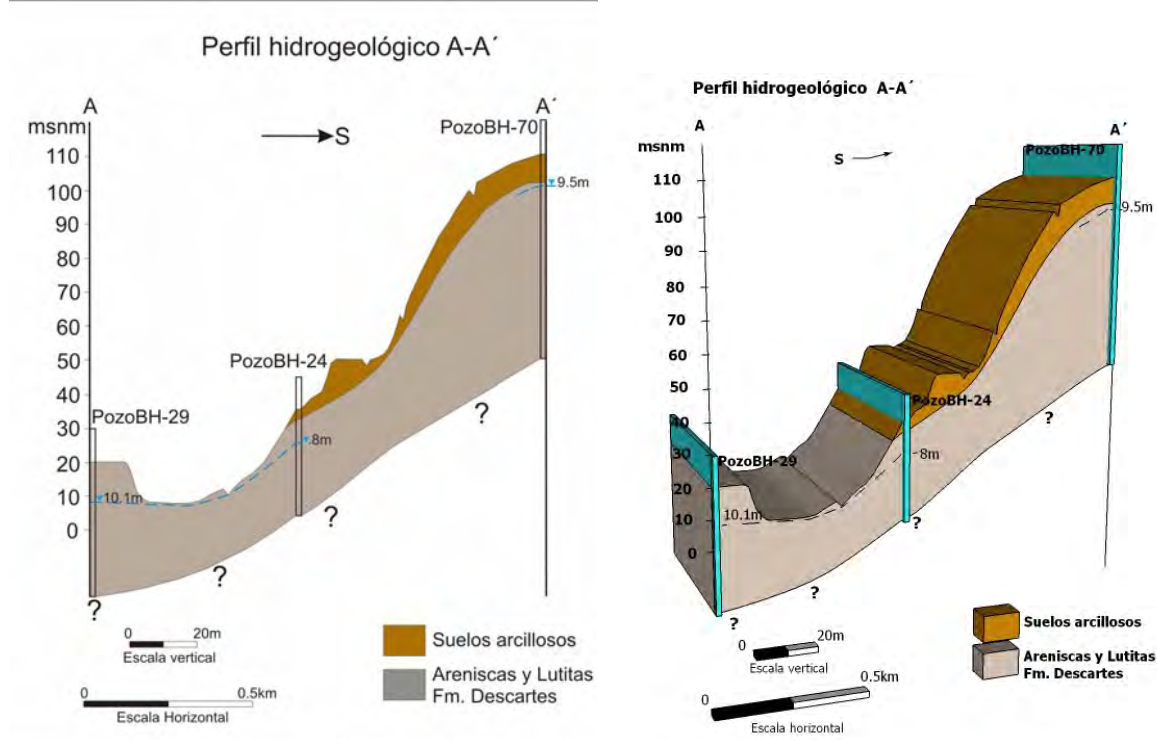 Perfil hidrogeológico A-A´
A
A´
msnm
PozoBH-70
S
110
100
90
80
70
60
50
40
30
20
10
0
9.5m
PozoBH-24
PozoBH-29
.8m
10.1m
?
?
?
?
0
20m
Escala vertical
0
0.5km
Escala Horizontal
Suelos arcillosos
Areniscas y Lutitas
Fm. Descartes
Perfil hidrogeológico A-A´
A
A´
msnm
PozoBH-70
S
110
100
90
80
70
60
50
40
30
20
10
0
9.5m
PozoBH-24
PozoBH-29
8m
10.1m
?
?
?
?
0
20m
Escala vertical
0
0.5km
Escala horizontal
Suelos arcillosos
Areniscas y Lutitas
Fm. Descartes